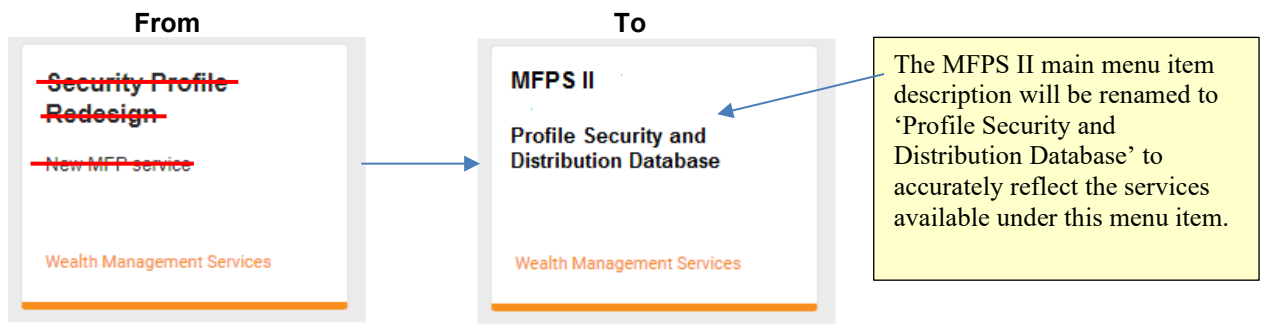 From
To
Security Profile
Redesign
New MFP service
Wealth Management Services
MFPS II
Profile Security and
Distribution Database
Wealth Management Services
The MFPS II main menu item
description will be renamed to
‘Profile Security and
Distribution Database’ to
accurately reflect the services
available under this menu item.